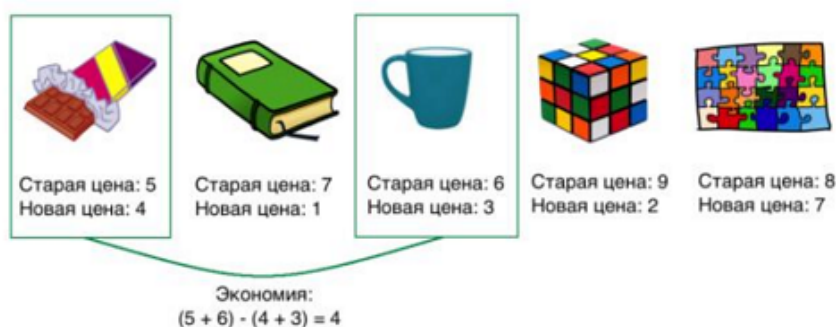 Старая цена: 5
Новая цена: 4
Старая цена: 7
Новая цена: 1
Старая цена: 6
Новая цена: 3
Старая цена: 9
Новая цена: 2
Старая цена: 8
Новая цена: 7
Экономия:
(5 + 6) - (4 + 3) = 4